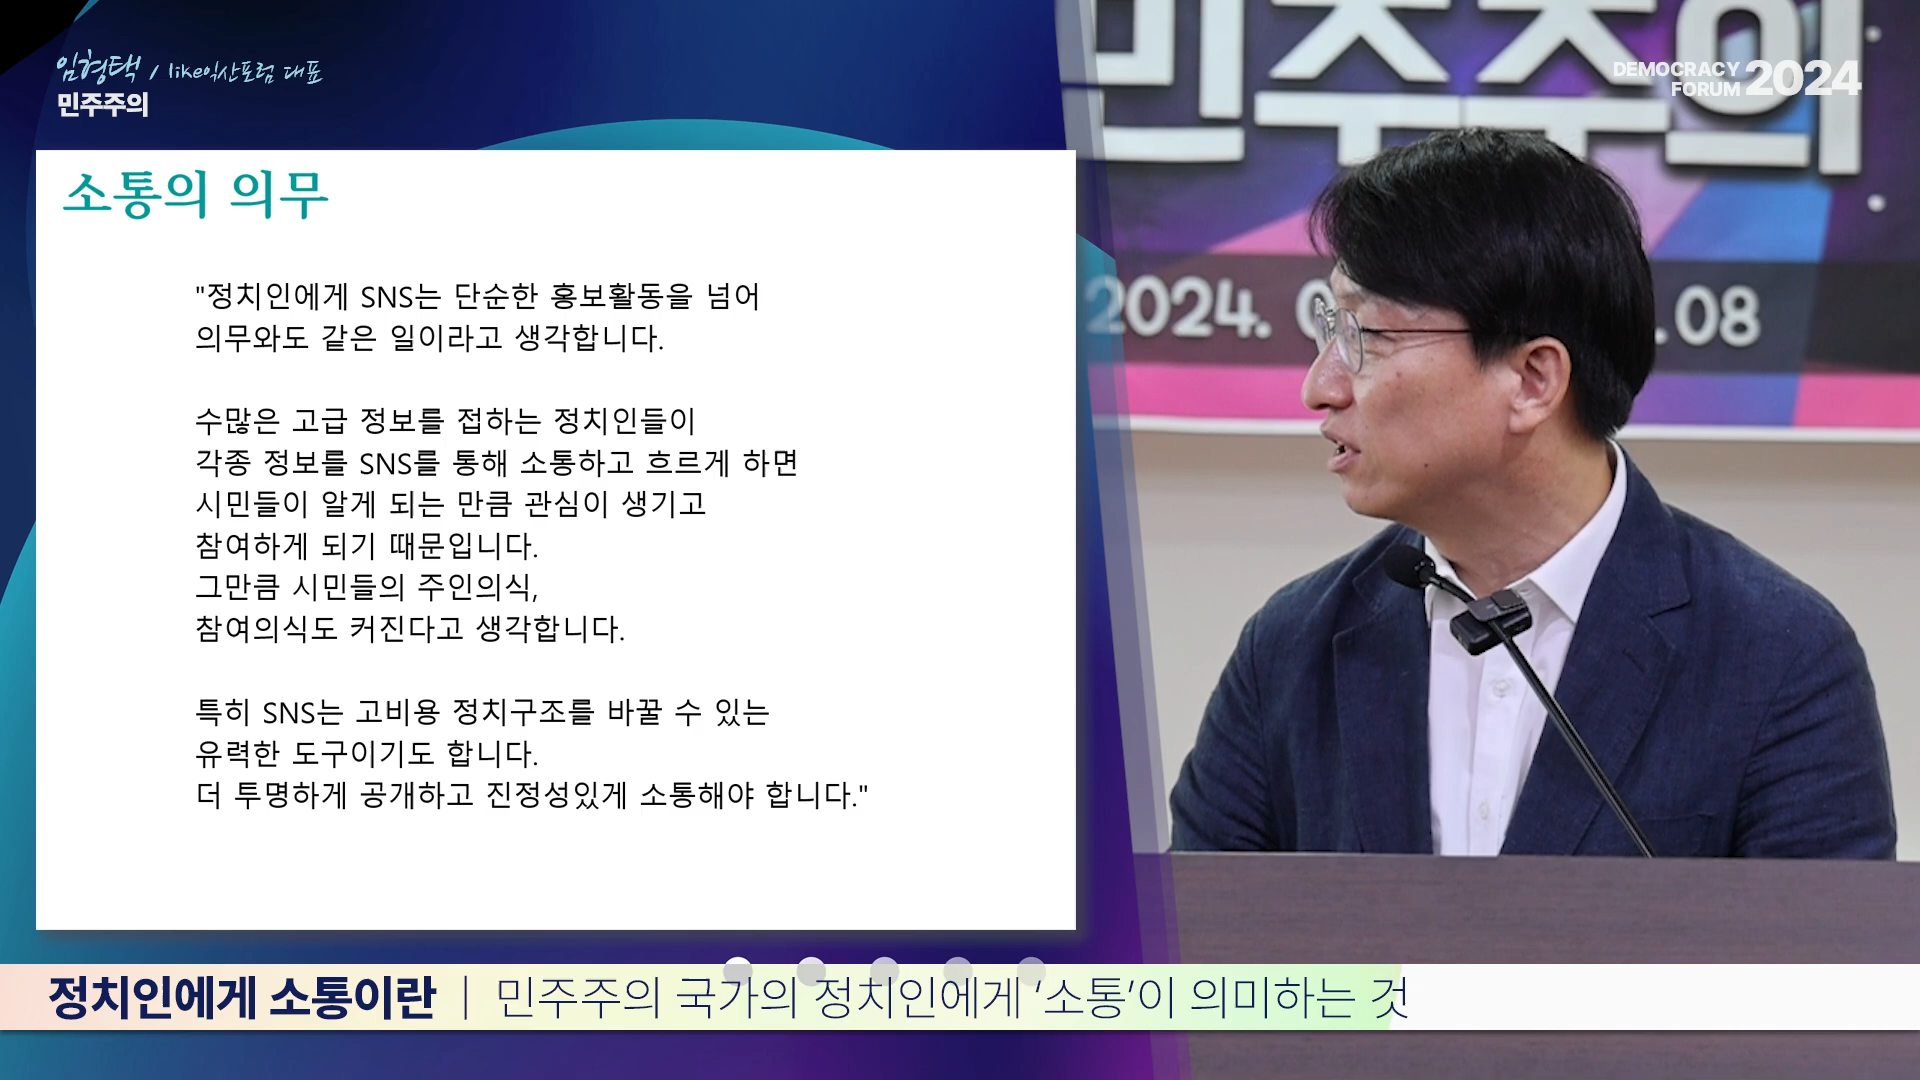 임형택 / like익산포럼 대표
민주주의
DEMOCRACY
FORUM 2024
민주주의
2024. 0 .08
소통의 의무
"정치인에게 SNS는 단순한 홍보활동을 넘어
의무와도 같은 일이라고 생각합니다.
수많은 고급 정보를 접하는 정치인들이
각종 정보를 SNS를 통해 소통하고 흐르게 하면
시민들이 알게 되는 만큼 관심이 생기고
참여하게 되기 때문입니다.
그만큼 시민들의 주인의식,
참여의식도 커진다고 생각합니다.
특히 SNS는 고비용 정치구조를 바꿀 수 있는
유력한 도구이기도 합니다.
더 투명하게 공개하고 진정성있게 소통해야 합니다."
정치인에게 소통이란 | 민주주의 국가의 정치인에게 '소통'이 의미하는 것